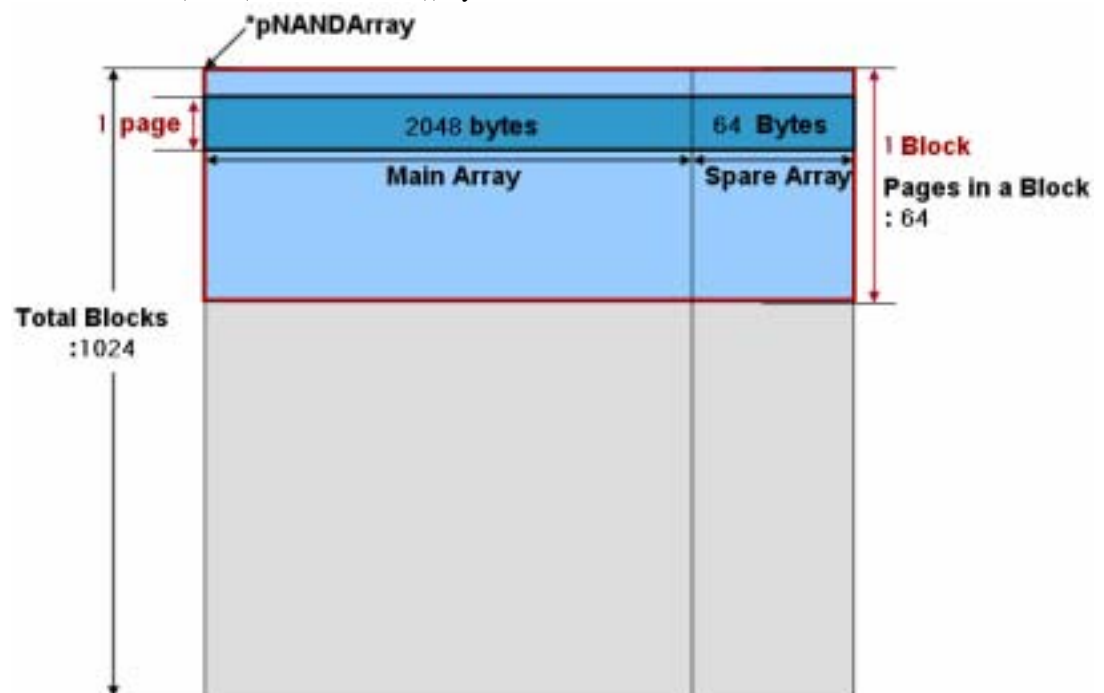 *pNANDArray
1 page
2048 bytes
64 Bytes
Main Array
Spare Array
1 Block
Pages in a Block
: 64
Total Blocks
:1024